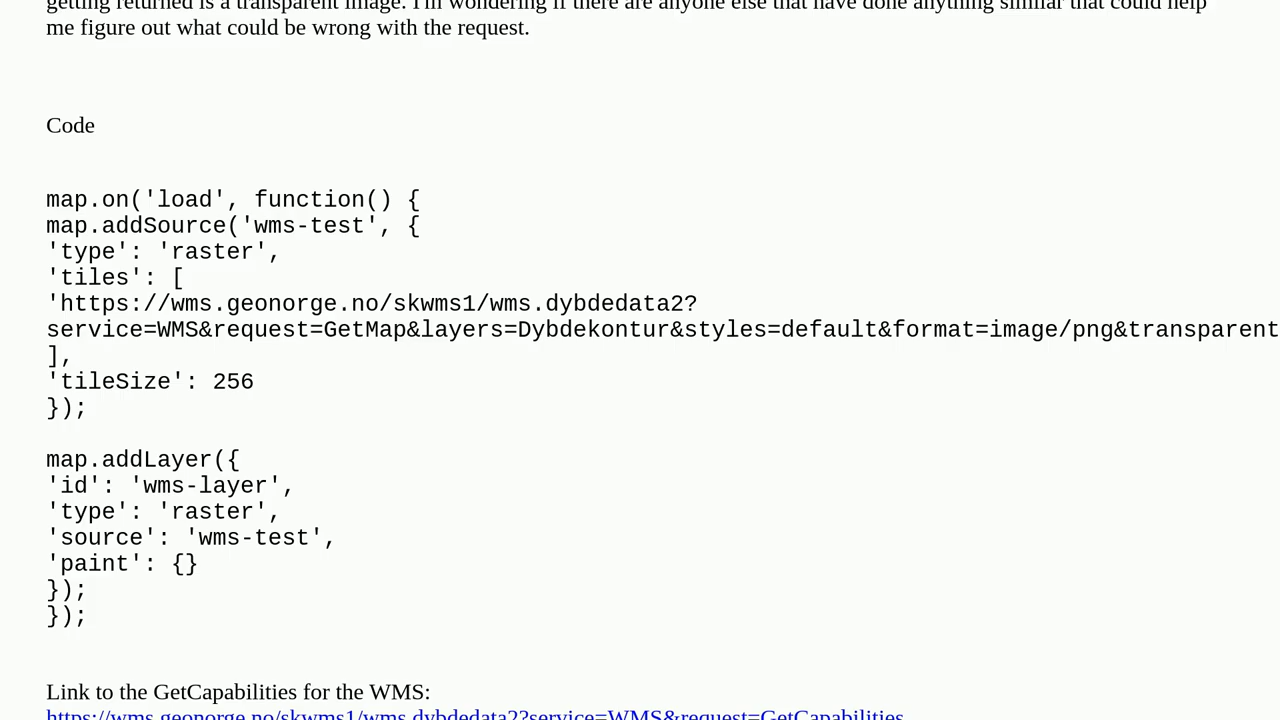 getting returned is a transparent image. I'm wondering if there are anyone else that have done anything similar that could help
me figure out what could be wrong with the request.
Code
map.on('load', function() {
map.addSource('wms-test', {
'type': 'raster',
'tiles': [
'https://wms.geonorge.no/skwms1/wms.dybdedata2?
service=WMS&request=GetMap&layers=Dybdekontur&styles=default&format=image/png&transparent
],
'tileSize': 256
});
map.addLayer({
'id': 'wms-layer',
'type': 'raster',
'source': 'wms-test',
'paint': {}
});
});
Link to the GetCapabilities for the WMS:
https://wms.geonorge.no/skwms1/wms.dybdedata2?service=WMS&request=GetCapabilities